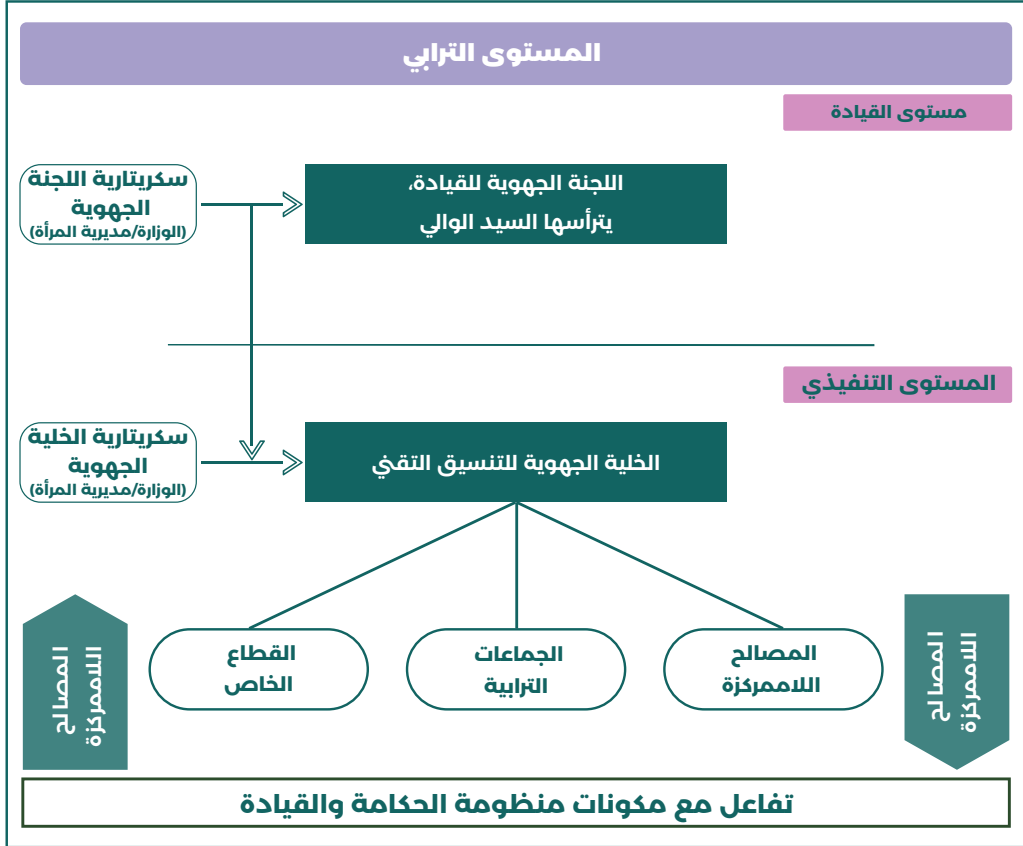 المستوى الترابي
مستوى القيادة
اللجنة الجهوية للقيادة،
يترأسها السيد الوالي
سكريتارية اللجنة
الجهوية
(الوزارة/مديرية المرأة)
المستوى التنفيذي
الخلية الجهوية للتنسيق التقني
سكريتارية الخلية
الجهوية
(الوزارة/مديرية المرأة)
المصالح
اللاممركزة
المصالح
اللاممركزة
الجماعات
الترابية
القطاع
الخاص
المصالح
اللاممركزة
تفاعل مع مكونات منظومة الحكامة والقيادة